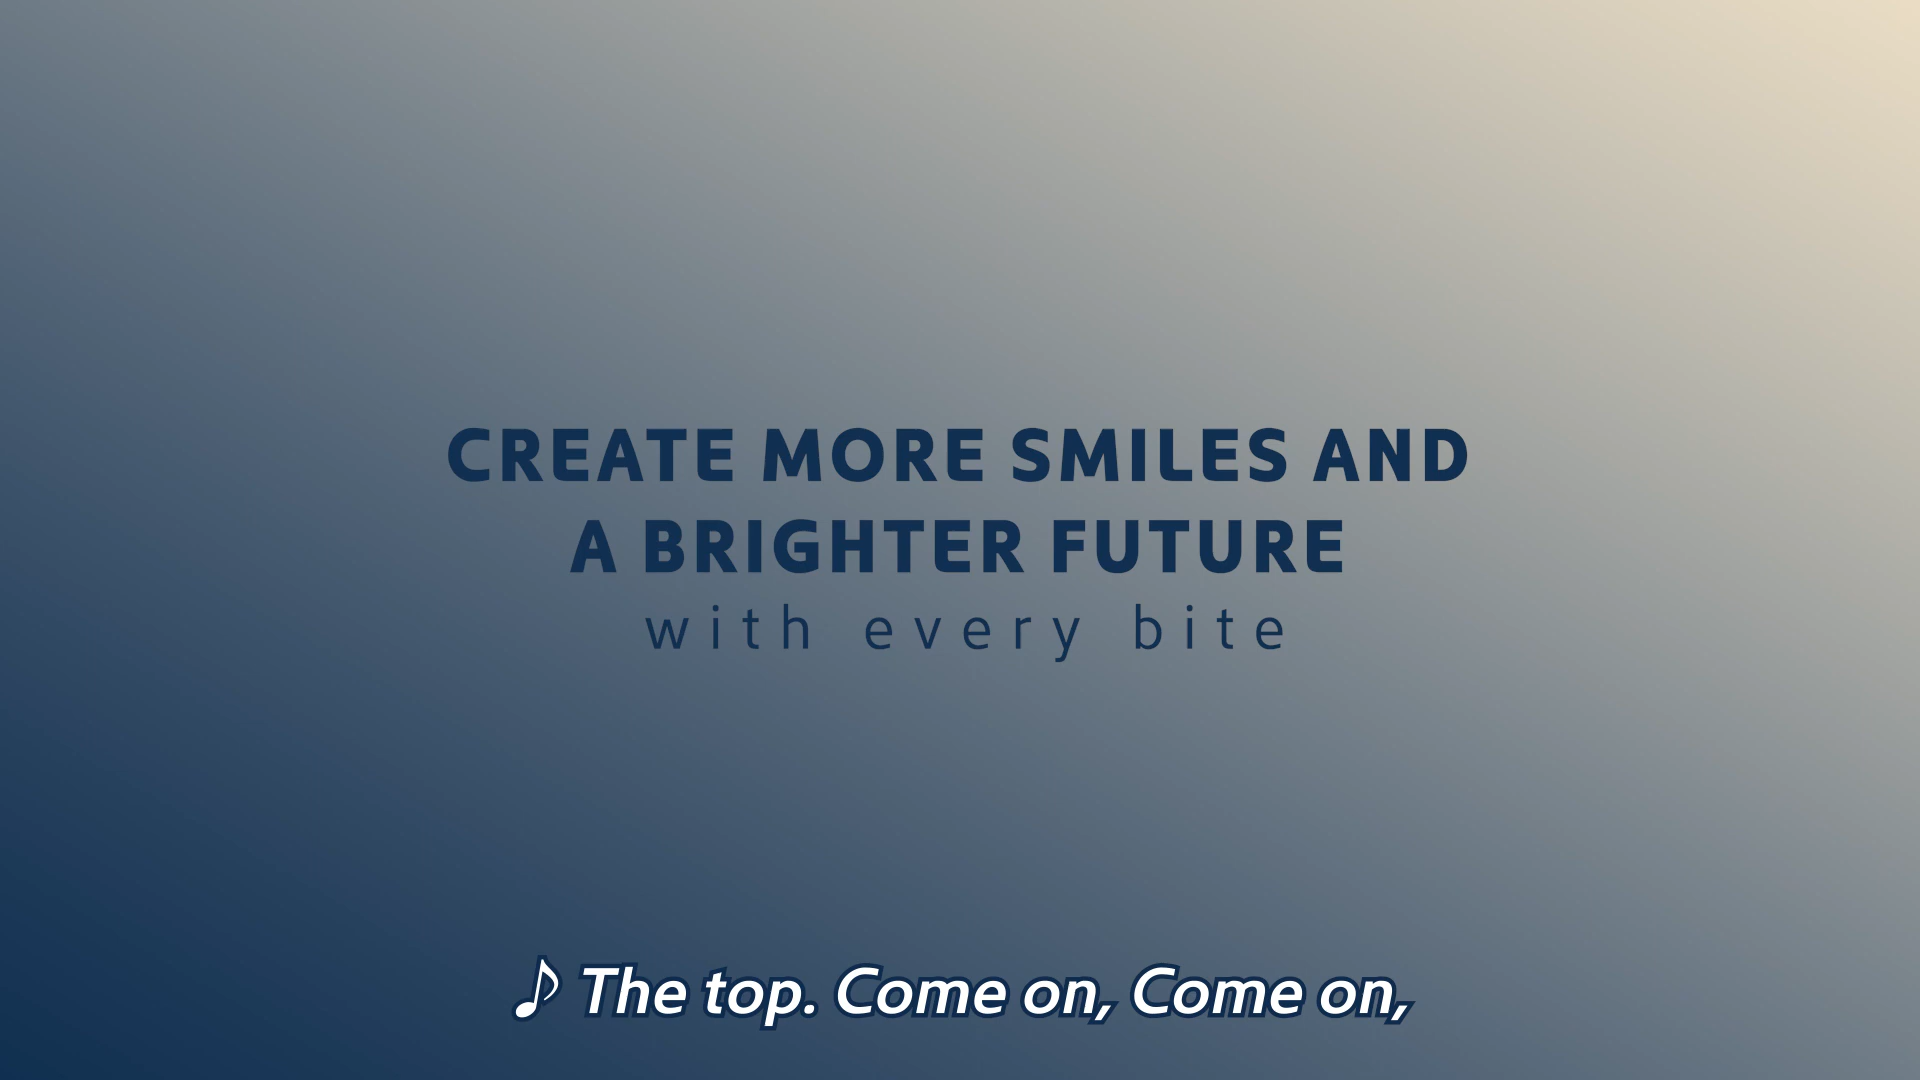 CREATE MORE SMILES AND
A BRIGHTER FUTURE
with every bite
♪ The top. Come on, Come on,